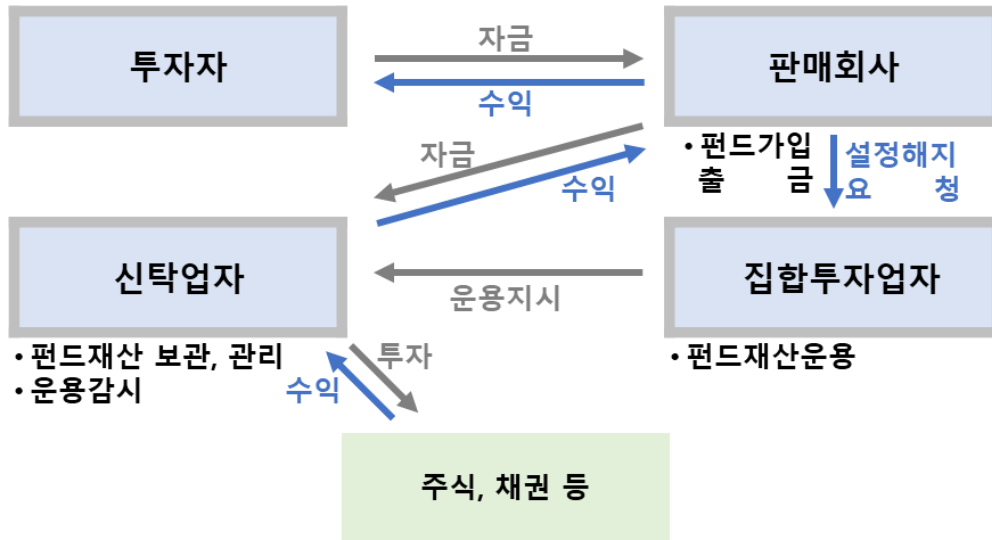 투자자
자금
수익
판매회사
자금
수익
• 펀드가입
출 금
설정해지
요 청
신탁업자
운용지시
집합투자업자
• 펀드재산 보관, 관리
• 운용감시
투자
수익
• 펀드재산운용
주식, 채권 등